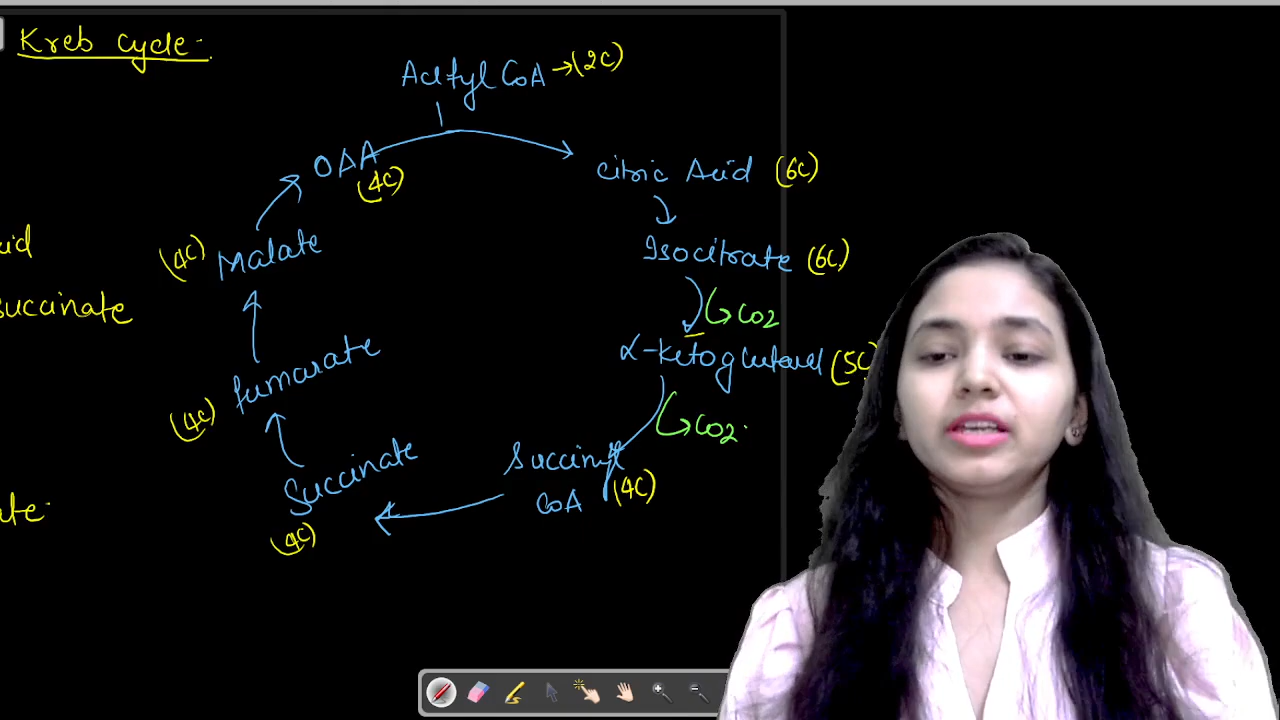 Kreb Cycle
Acetyl CoA → (2C)
OAA
(4C)
Citric Acid (6C)
Isocitrate (6C)
CO2
α-ketoglutarate (5C)
CO2
Succinyl
CoA (4C)
Succinate
(4C)
fumarate
(4C)
(4C) Malate
uid
succinate
ate